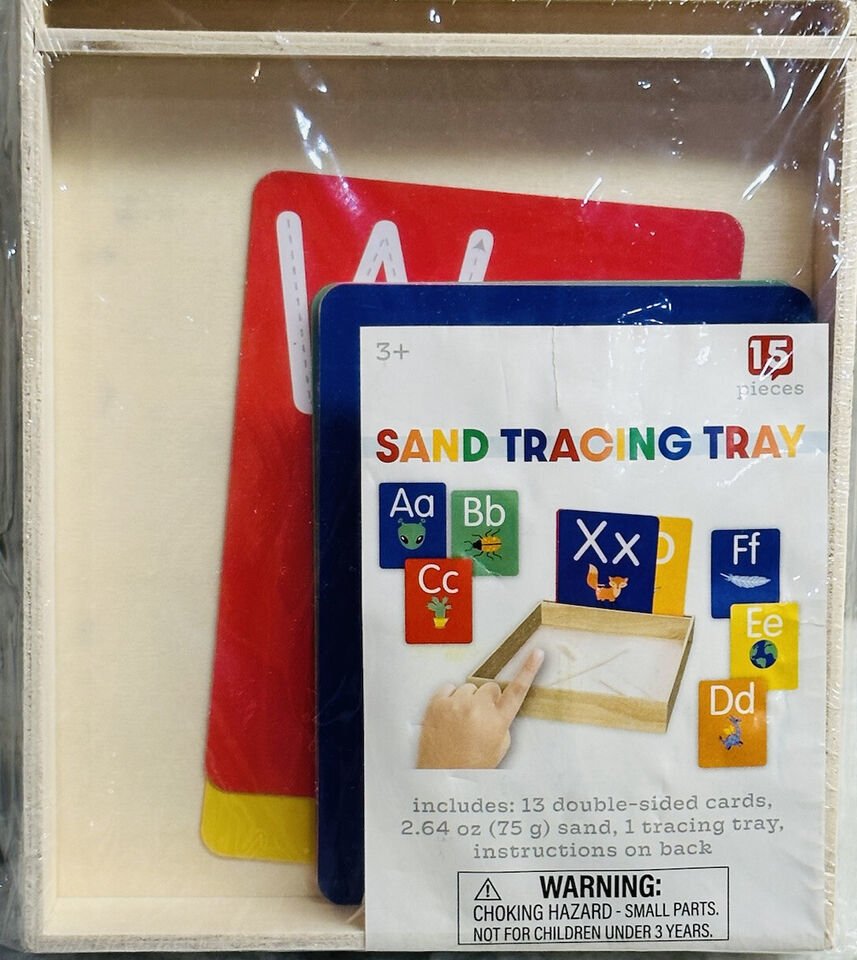 W
3+
15
pieces
SAND TRACING TRAY
Aa
Bb
Cc
Xx
D
Ff
Ee
Dd
includes: 13 double-sided cards,
2.64 oz (75 g) sand, 1 tracing tray,
instructions on back
WARNING:
CHOKING HAZARD - SMALL PARTS.
NOT FOR CHILDREN UNDER 3 YEARS.